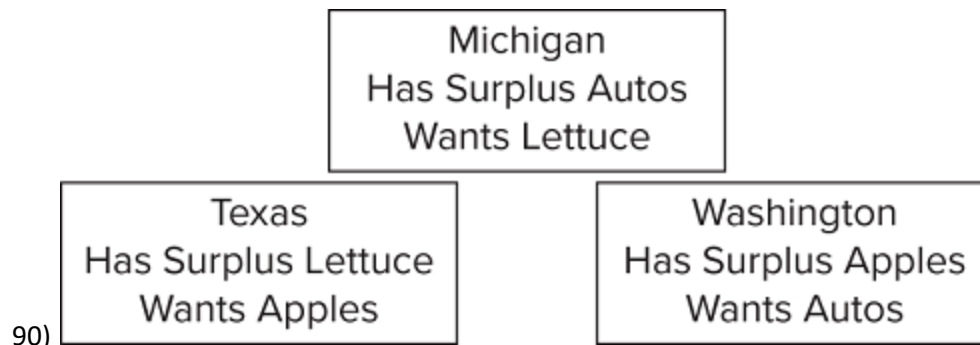 Michigan
Has Surplus Autos
Wants Lettuce
Texas
Has Surplus Lettuce
Wants Apples
Washington
Has Surplus Apples
Wants Autos
90)